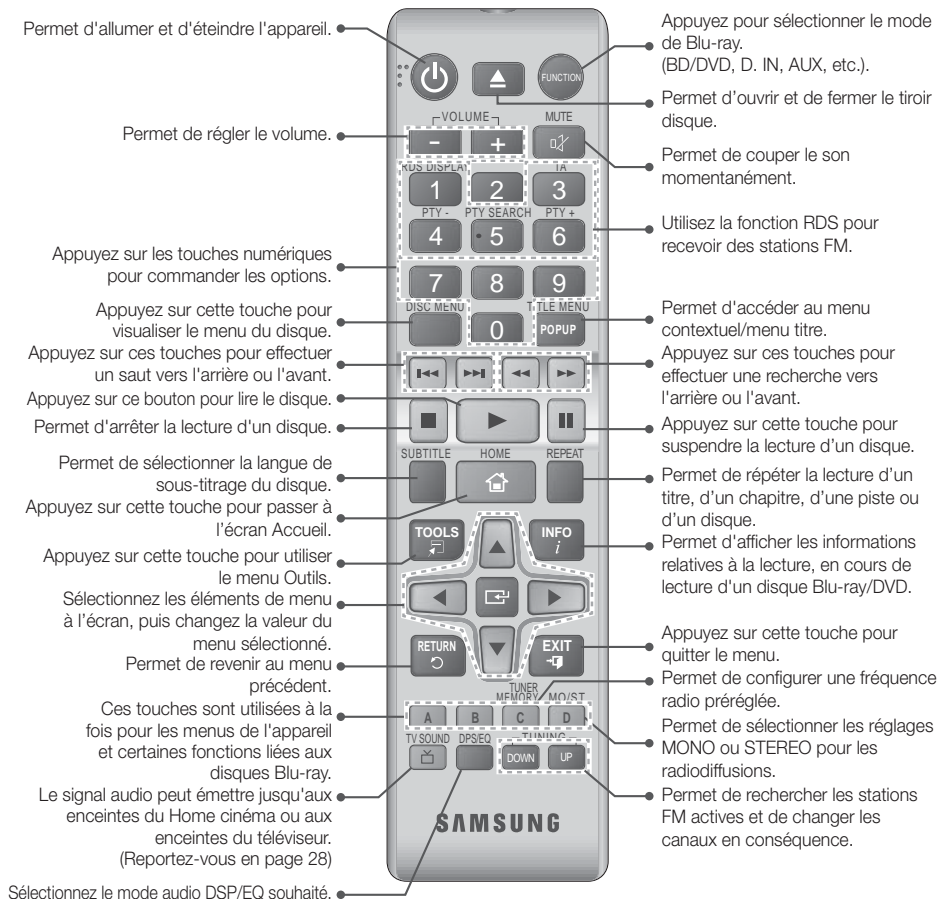 Permet d'allumer et d'éteindre l'appareil.
Permet de régler le volume.
Appuyez sur les touches numériques
pour commander les options.
Appuyez sur cette touche pour
visualiser le menu du disque.
Appuyez sur ces touches pour effectuer
un saut vers l'arrière ou l'avant.
Appuyez sur ce bouton pour lire le disque.
Permet d'arrêter la lecture d'un disque.
Permet de sélectionner la langue de
sous-titrage du disque.
Appuyez sur cette touche pour passer à
l’écran Accueil.
Appuyez sur cette touche pour utiliser
le menu Outils.
Sélectionnez les éléments de menu
à l’écran, puis changez la valeur du
menu sélectionné.
Permet de revenir au menu
précédent.
Ces touches sont utilisées à la
fois pour les menus de l'appareil
et certaines fonctions liées aux
disques Blu-ray.
Le signal audio peut émettre jusqu'aux
enceintes du Home cinéma ou aux
enceintes du téléviseur.
(Reportez-vous en page 28)
Sélectionnez le mode audio DSP/EQ souhaité.
FUNCTION
VOLUME
MUTE
- +
RDS DISPLAY TA
1 2 3
PTY - PTY SEARCH PTY +
4 5 6
7 8 9
DISC MENU TITLE MENU
0 POPUP
SUBTITLE HOME REPEAT
TOOLS INFO
i
RETURN EXIT
TUNER
MEMORY MO/ST
A B C D
TV SOUND DPS/EQ TUNING
DOWN UP
SAMSUNG
Appuyez pour sélectionner le mode
de Blu-ray.
(BD/DVD, D. IN, AUX, etc.).
Permet d’ouvrir et de fermer le tiroir
disque.
Permet de couper le son
momentanément.
Utilisez la fonction RDS pour
recevoir des stations FM.
Permet d'accéder au menu
contextuel/menu titre.
Appuyez sur ces touches pour
effectuer une recherche vers
l'arrière ou l'avant.
Appuyez sur cette touche pour
suspendre la lecture d’un disque.
Permet de répéter la lecture d’un
titre, d’un chapitre, d’une piste ou
d’un disque.
Permet d'afficher les informations
relatives à la lecture, en cours de
lecture d'un disque Blu-ray/DVD.
Appuyez sur cette touche pour
quitter le menu.
Permet de configurer une fréquence
radio préréglée.
Permet de sélectionner les réglages
MONO ou STEREO pour les
radiodiffusions.
Permet de rechercher les stations
FM actives et de changer les
canaux en conséquence.